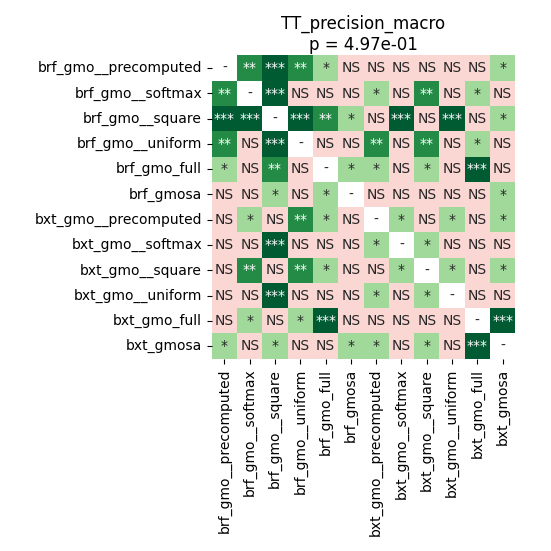 TT_precision_macro
p = 4.97e-01
brf_gmo__precomputed - ** *** ** * NS NS NS NS NS NS *
brf_gmo__softmax ** - *** NS NS NS * NS ** NS * NS
brf_gmo__square *** *** - *** ** * NS *** NS *** NS *
brf_gmo__uniform ** NS *** - NS NS ** NS ** NS * NS
brf_gmo_full * NS ** NS - * * NS * NS *** *
brf_gmosa NS NS * NS * - NS NS NS NS NS *
bxt_gmo__precomputed NS * NS ** * NS - * NS * NS *
bxt_gmo__softmax NS NS *** NS NS NS * - * NS NS NS
bxt_gmo__square NS ** NS ** * NS NS * - * NS *
bxt_gmo__uniform NS NS *** NS NS NS * NS * - NS NS
bxt_gmo_full NS * NS * *** NS NS NS NS NS - ***
bxt_gmosa * NS * NS * * * NS * NS *** -
brf_gmo__precomputed
brf_gmo__softmax
brf_gmo__square
brf_gmo__uniform
brf_gmo_full
brf_gmosa
bxt_gmo__precomputed
bxt_gmo__softmax
bxt_gmo__square
bxt_gmo__uniform
bxt_gmo_full
bxt_gmosa